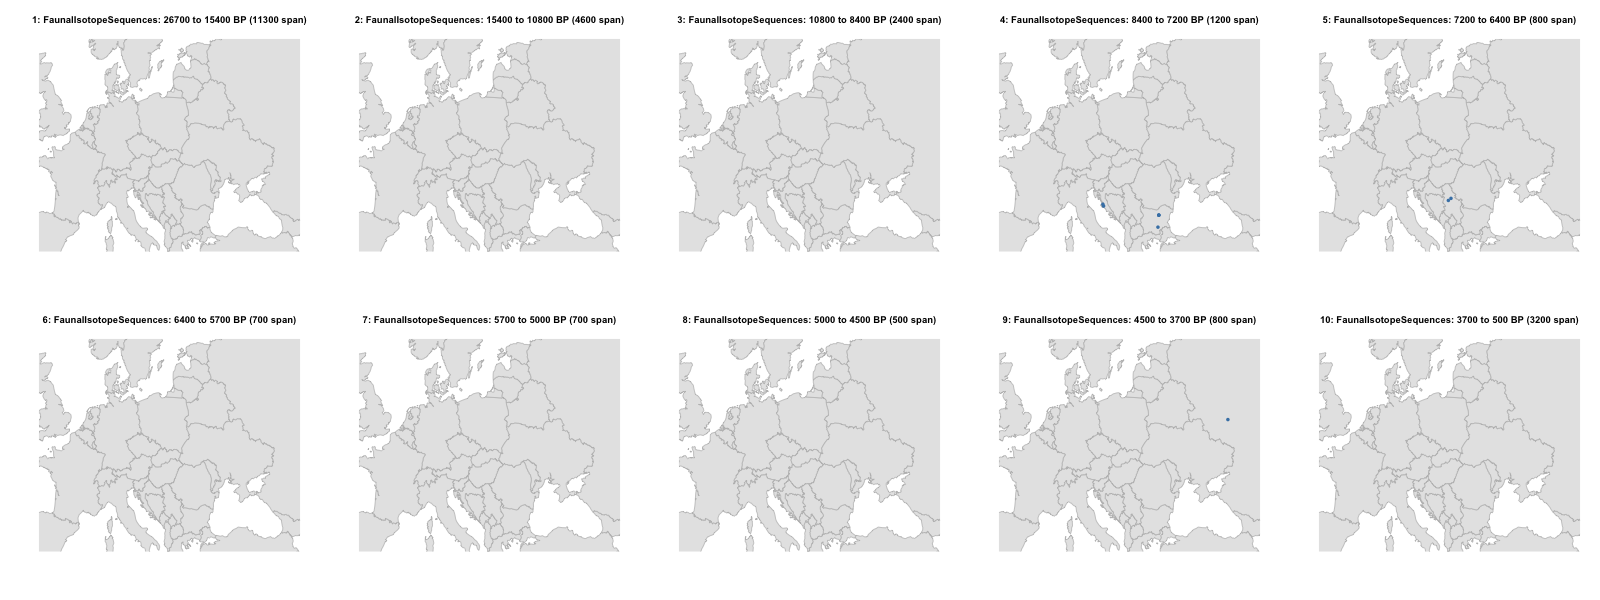 1: FaunalIsotopeSequences: 26700 to 15400 BP (11300 span)
2: FaunalIsotopeSequences: 15400 to 10800 BP (4600 span)
3: FaunalIsotopeSequences: 10800 to 8400 BP (2400 span)
4: FaunalIsotopeSequences: 8400 to 7200 BP (1200 span)
5: FaunalIsotopeSequences: 7200 to 6400 BP (800 span)
6: FaunalIsotopeSequences: 6400 to 5700 BP (700 span)
7: FaunalIsotopeSequences: 5700 to 5000 BP (700 span)
8: FaunalIsotopeSequences: 5000 to 4500 BP (500 span)
9: FaunalIsotopeSequences: 4500 to 3700 BP (800 span)
10: FaunalIsotopeSequences: 3700 to 500 BP (3200 span)